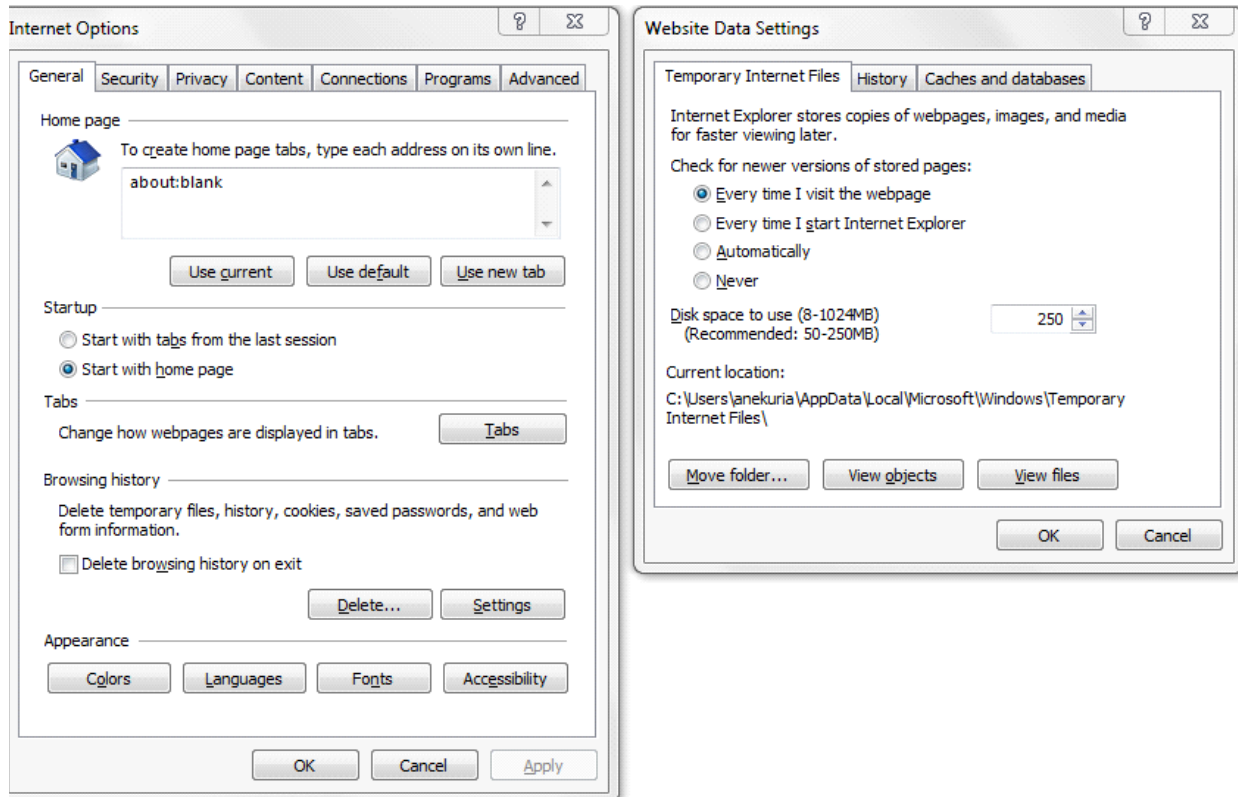 Internet Options
General Security Privacy Content Connections Programs Advanced
Home page
To create home page tabs, type each address on its own line.
about:blank
Use current Use default Use new tab
Startup
Start with tabs from the last session
Start with home page
Tabs
Change how webpages are displayed in tabs.
Tabs
Browsing history
Delete temporary files, history, cookies, saved passwords, and web
form information.
Delete browsing history on exit
Delete... Settings
Appearance
Colors Languages Fonts Accessibility
OK Cancel Apply
Website Data Settings
Temporary Internet Files History Caches and databases
Internet Explorer stores copies of webpages, images, and media
for faster viewing later.
Check for newer versions of stored pages:
Every time I visit the webpage
Every time I start Internet Explorer
Automatically
Never
Disk space to use (8-1024MB)
(Recommended: 50-250MB)
250
Current location:
C:\Users\anekuria\AppData\Local\Microsoft\Windows\Temporary
Internet Files\
Move folder... View objects View files
OK Cancel